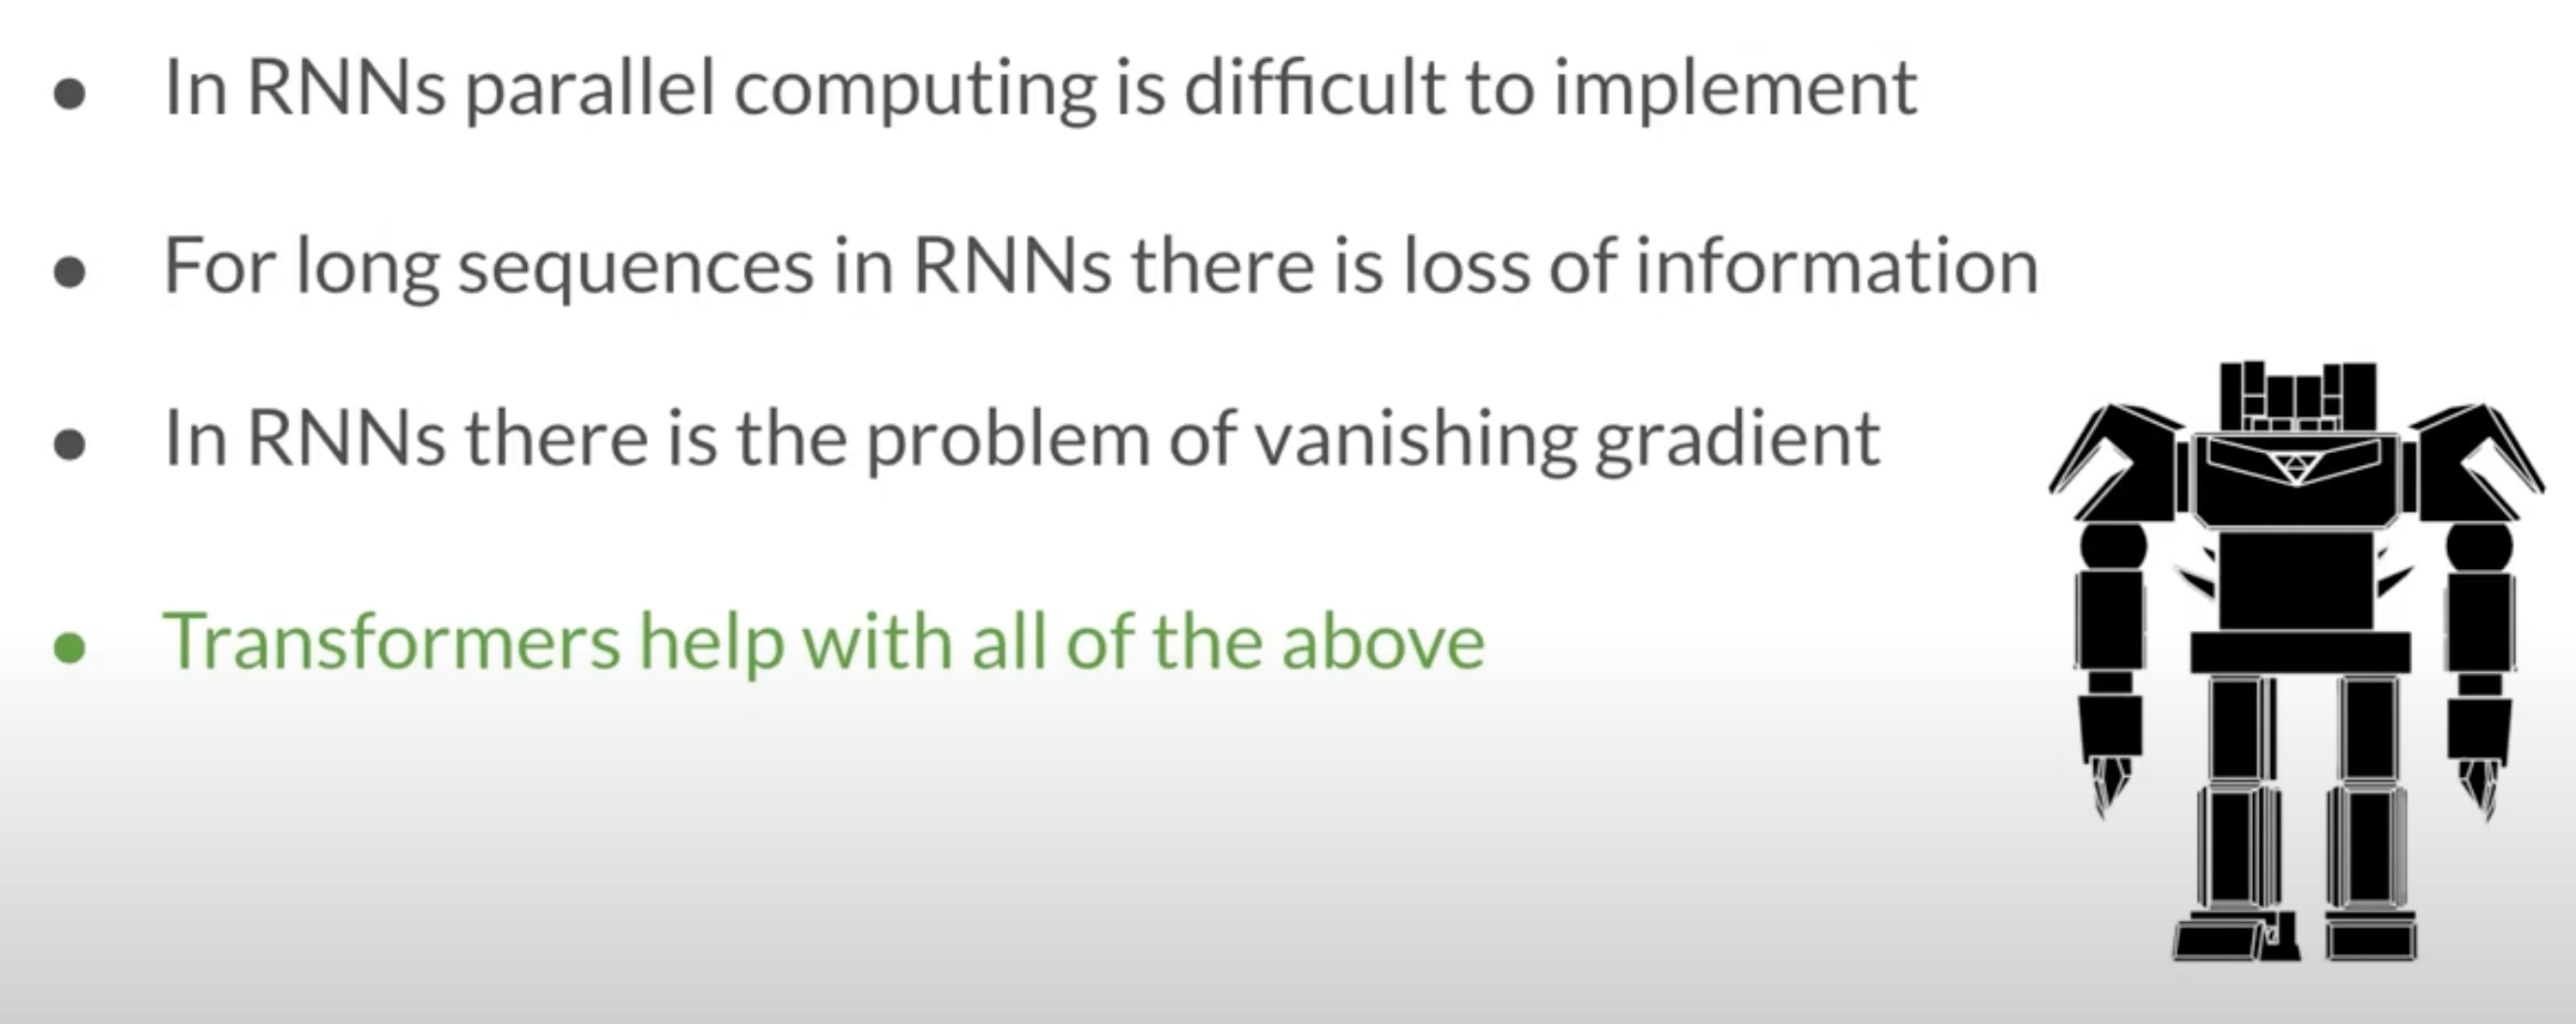 • In RNNs parallel computing is difficult to implement
• For long sequences in RNNs there is loss of information
• In RNNs there is the problem of vanishing gradient
• Transformers help with all of the above